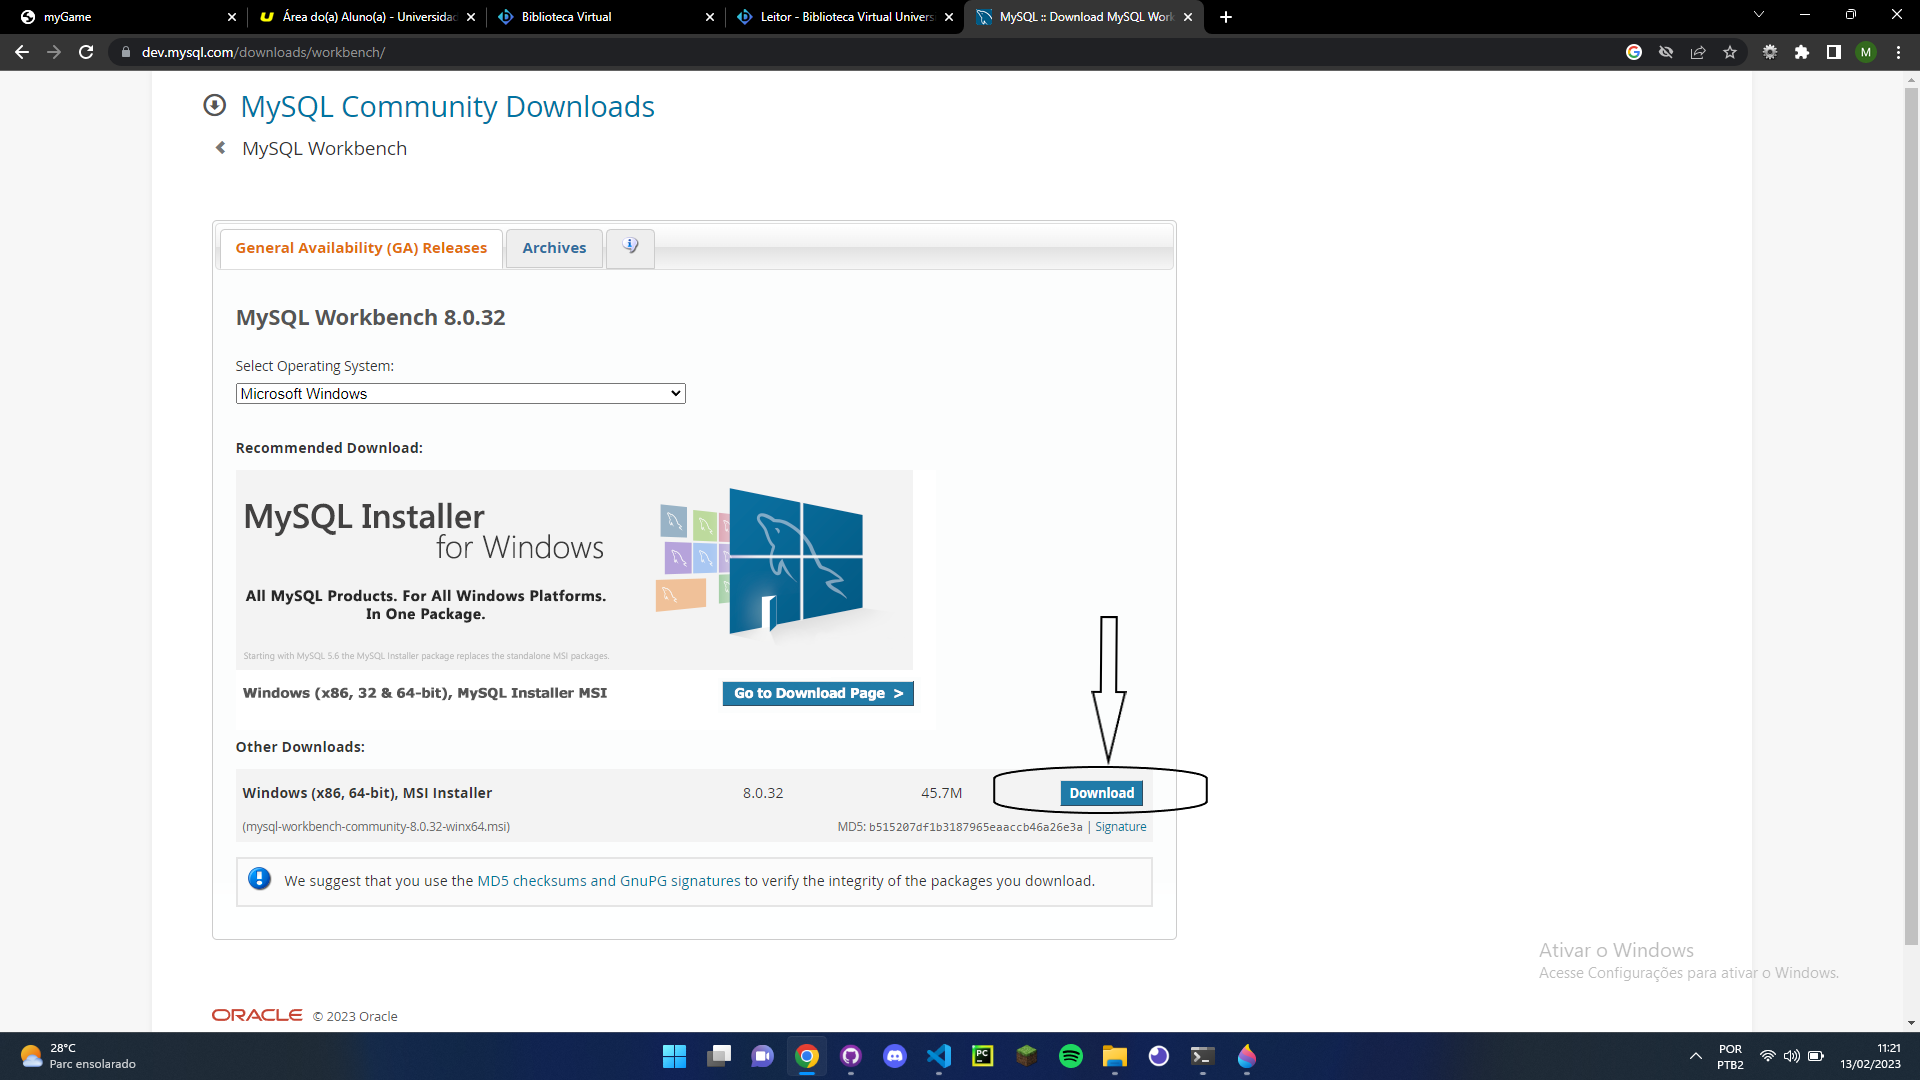 myGame
Área do(a) Aluno(a) - Universidad
Biblioteca Virtual
Leitor - Biblioteca Virtual Univers
MySQL :: Download MySQL Work
dev.mysql.com/downloads/workbench/
M
MySQL Community Downloads
MySQL Workbench
General Availability (GA) Releases
Archives
MySQL Workbench 8.0.32
Select Operating System:
Microsoft Windows
Recommended Download:
MySQL Installer
for Windows
All MySQL Products. For All Windows Platforms.
In One Package.
Starting with MySQL 5.6 the MySQL Installer package replaces the standalone MSI packages.
Windows (x86, 32 & 64-bit), MySQL Installer MSI
Go to Download Page >
Other Downloads:
Windows (x86, 64-bit), MSI Installer 8.0.32 45.7M Download
(mysql-workbench-community-8.0.32-winx64.msi) MD5: b515207df1b3187965eaaccb46a26e3a | Signature
We suggest that you use the MD5 checksums and GnuPG signatures to verify the integrity of the packages you download.
Ativar o Windows
Acesse Configurações para ativar o Windows.
ORACLE © 2023 Oracle
28°C
Parc ensolarado
PC
POR
PTB2
11:21
13/02/2023